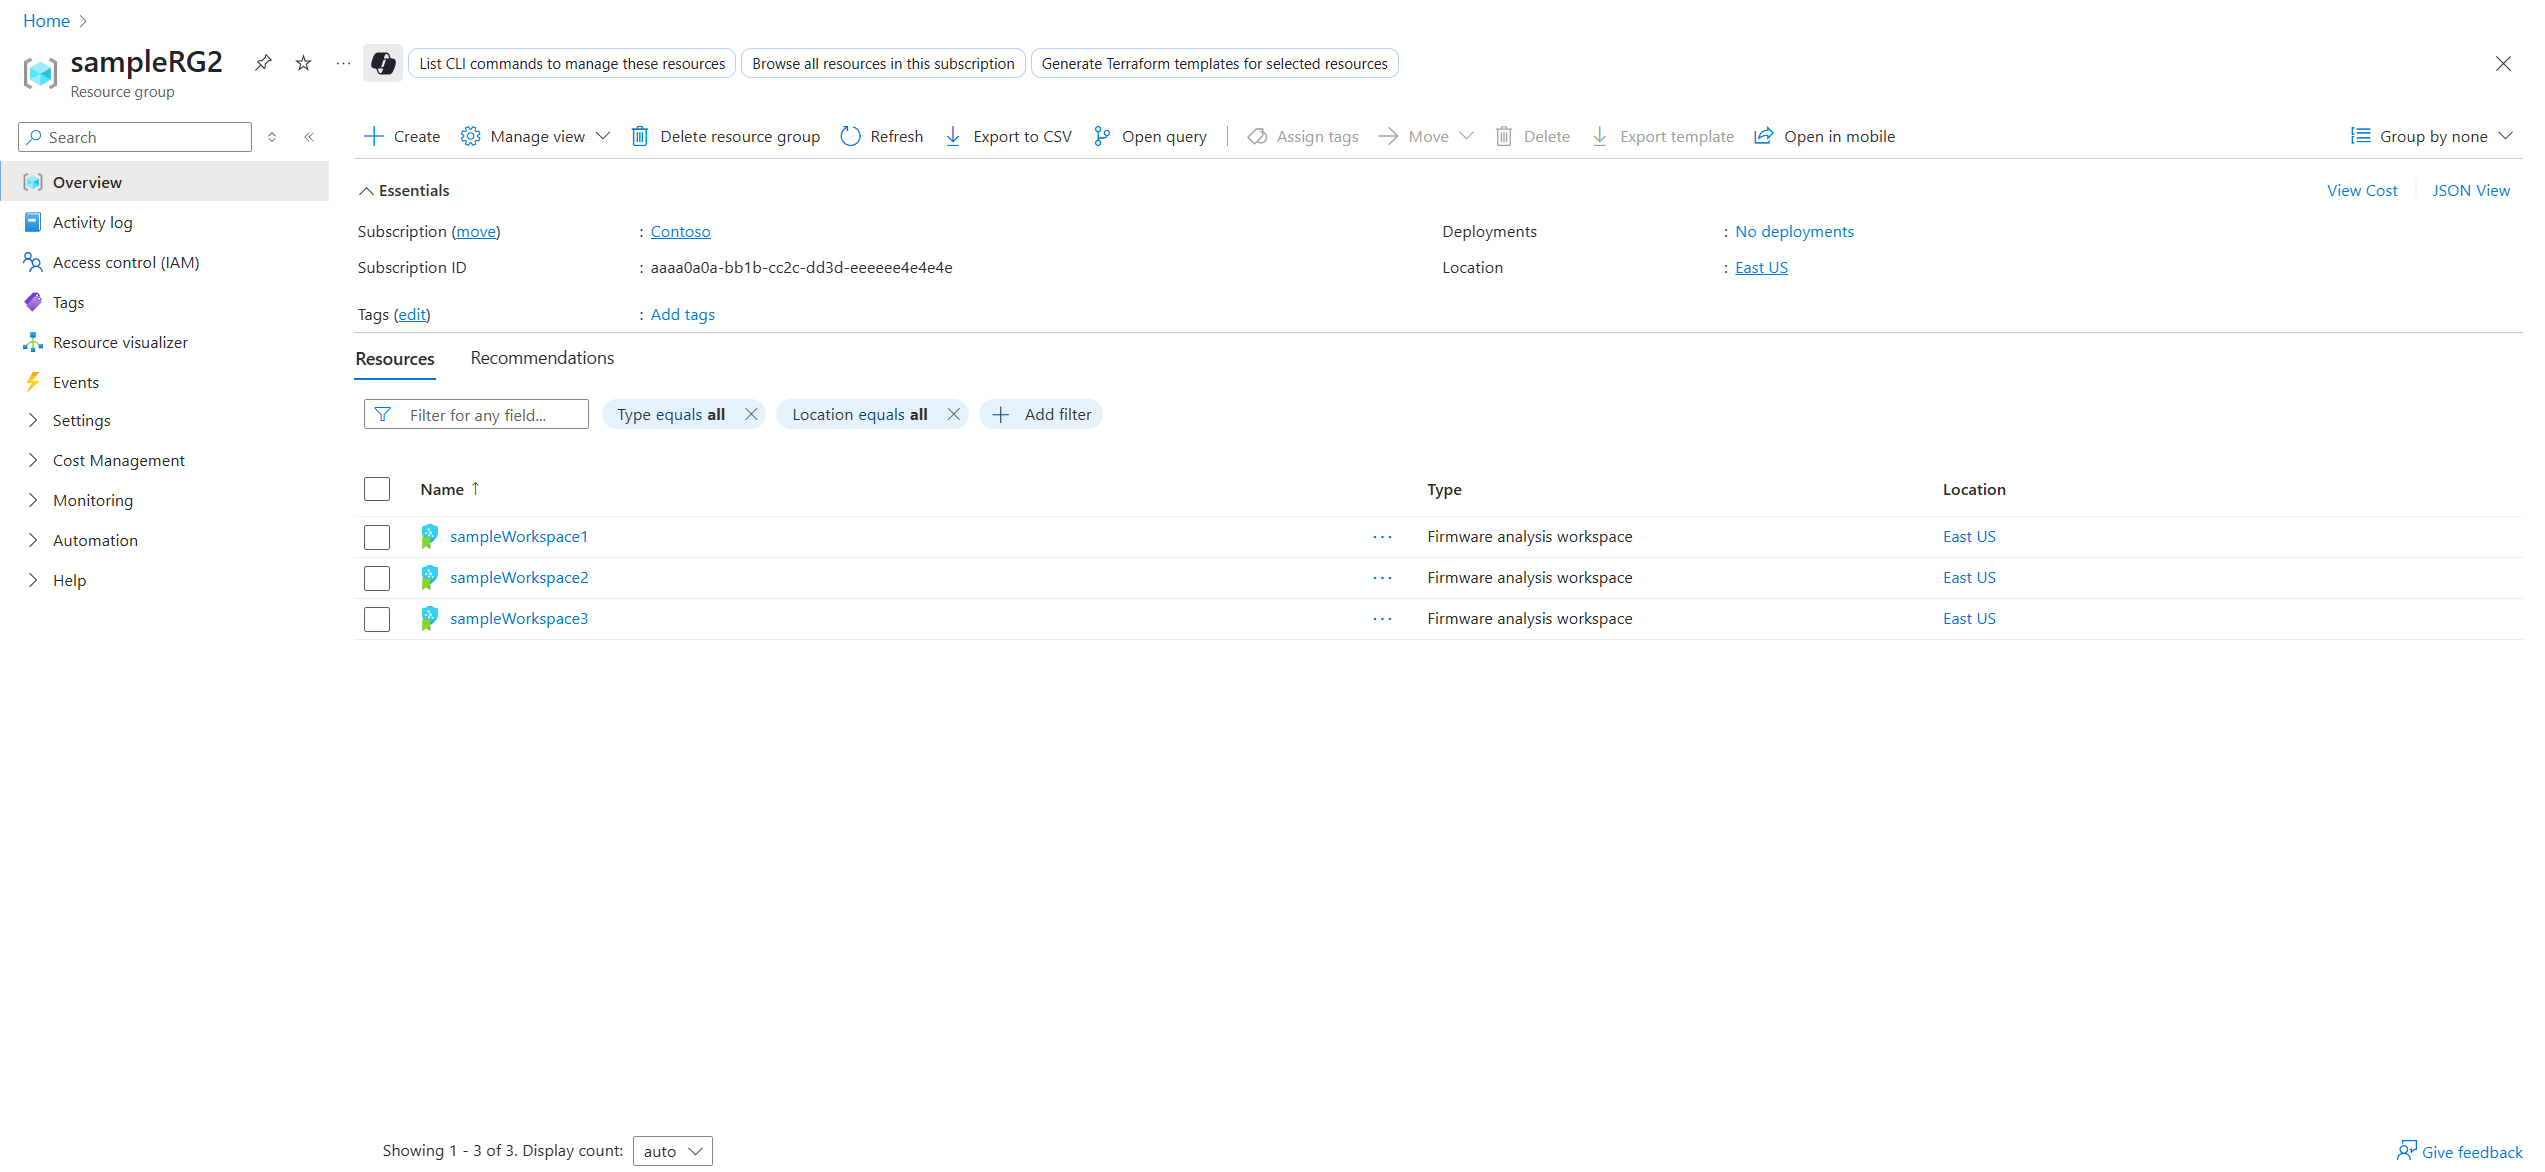 Home
sampleRG2
Resource group
List CLI commands to manage these resources
Browse all resources in this subscription
Generate Terraform templates for selected resources
Search
Create
Manage view
Delete resource group
Refresh
Export to CSV
Open query
Assign tags
Move
Delete
Export template
Open in mobile
Group by none
Overview
Activity log
Access control (IAM)
Tags
Resource visualizer
Events
Settings
Cost Management
Monitoring
Automation
Help
Essentials
View Cost
JSON View
Subscription (move) : Contoso
Deployments : No deployments
Subscription ID : aaaa0a0a-bb1b-cc2c-dd3d-eeeeee4e4e4e
Location : East US
Tags (edit) : Add tags
Resources
Recommendations
Filter for any field...
Type equals all
Location equals all
Add filter
Name ↑ Type Location
sampleWorkspace1 ... Firmware analysis workspace East US
sampleWorkspace2 ... Firmware analysis workspace East US
sampleWorkspace3 ... Firmware analysis workspace East US
Showing 1 - 3 of 3. Display count: auto
Give feedback